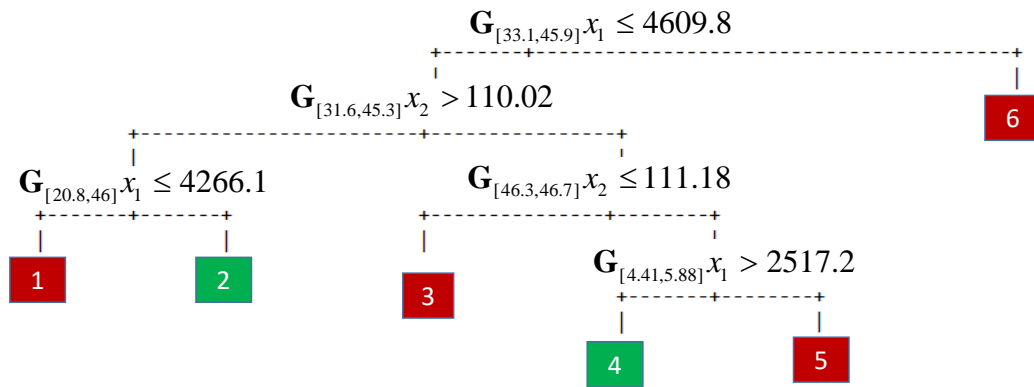 G[33.1,45.9]x1 ≤ 4609.8
G[31.6,45.3]x2 > 110.02
6
G[20.8,46]x1 ≤ 4266.1
G[46.3,46.7]x2 ≤ 111.18
1
2
3
G[4.41,5.88]x1 > 2517.2
4
5